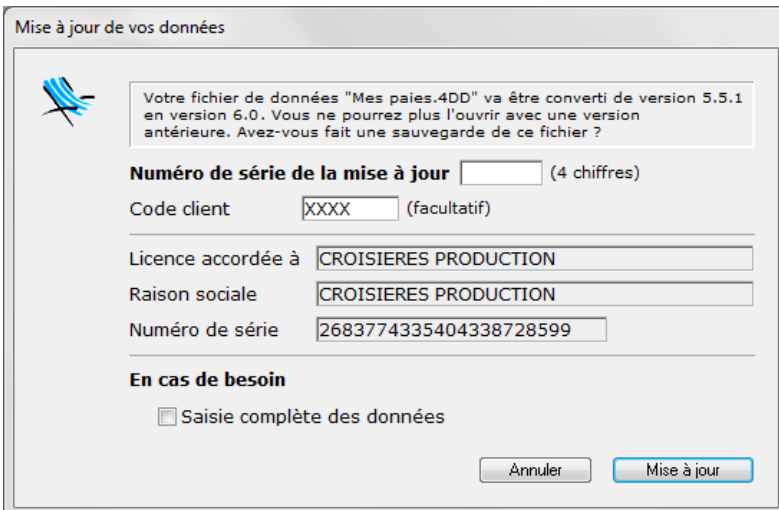 Mise à jour de vos données
Votre fichier de données "Mes paies.4DD" va être converti de version 5.5.1
en version 6.0. Vous ne pourrez plus l'ouvrir avec une version
antérieure. Avez-vous fait une sauvegarde de ce fichier ?
Numéro de série de la mise à jour (4 chiffres)
Code client XXXX (facultatif)
Licence accordée à CROISIERES PRODUCTION
Raison sociale CROISIERES PRODUCTION
Numéro de série 2683774335404338728599
En cas de besoin
Saisie complète des données
Annuler Mise à jour